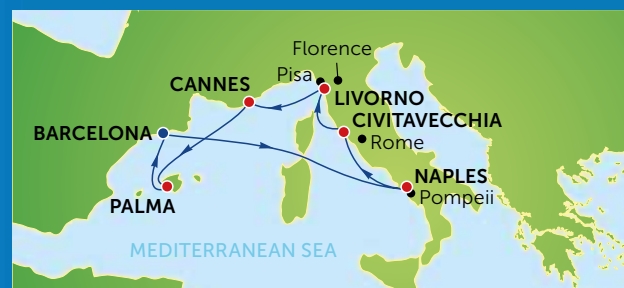 Florence
Pisa
CANNES
LIVORNO
CIVITAVECCHIA
BARCELONA
Rome
NAPLES
Pompeii
PALMA
MEDITERRANEAN SEA